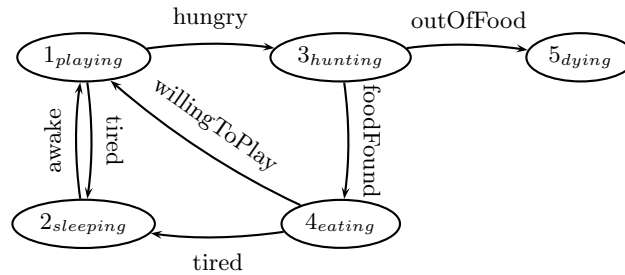 hungry
outOfFood
1playing
3hunting
5dying
awake
tired
willingToPlay
foodFound
2sleeping
4eating
tired